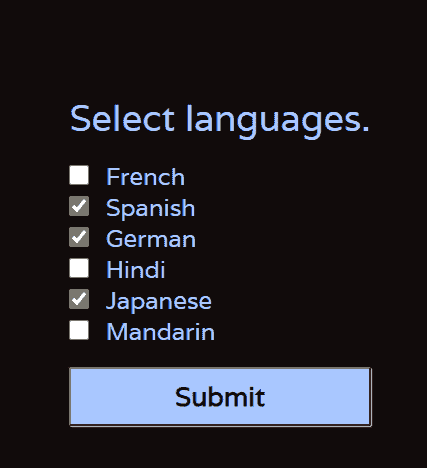 Select languages.
French
Spanish
German
Hindi
Japanese
Mandarin
Submit